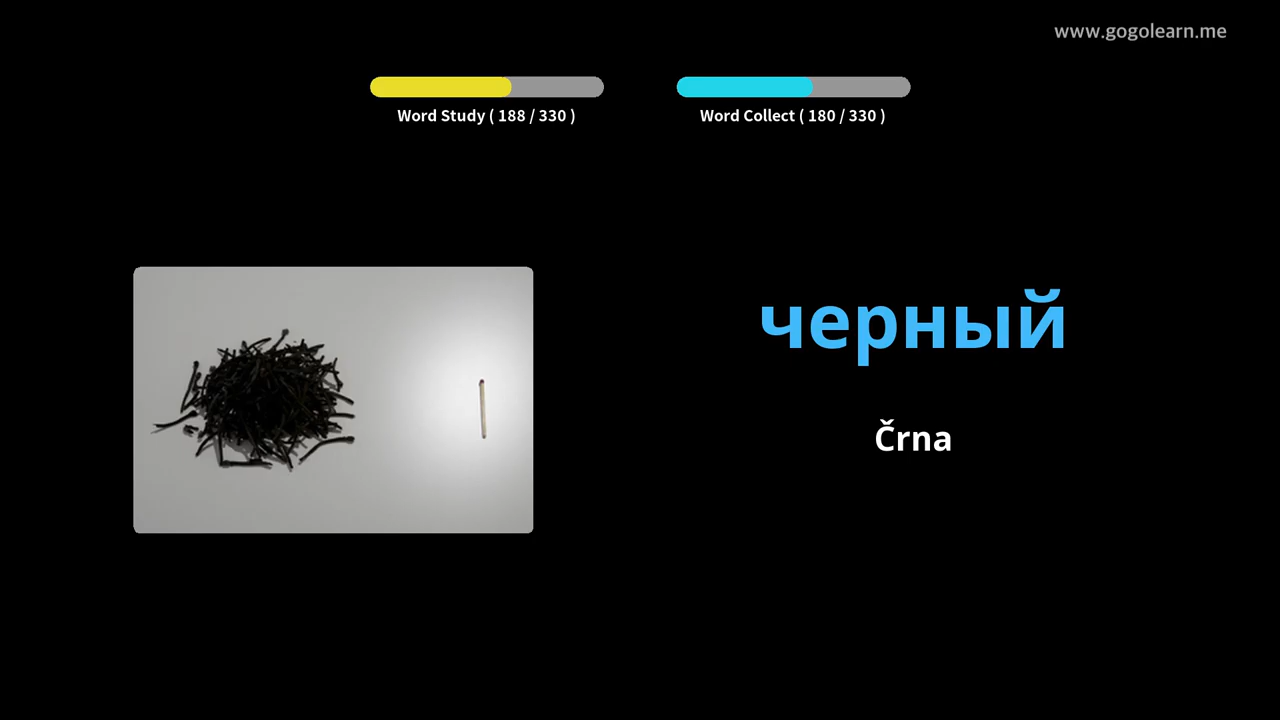 www.gogolearn.me
Word Study ( 188 / 330 )
Word Collect ( 180 / 330 )
черный
Črna